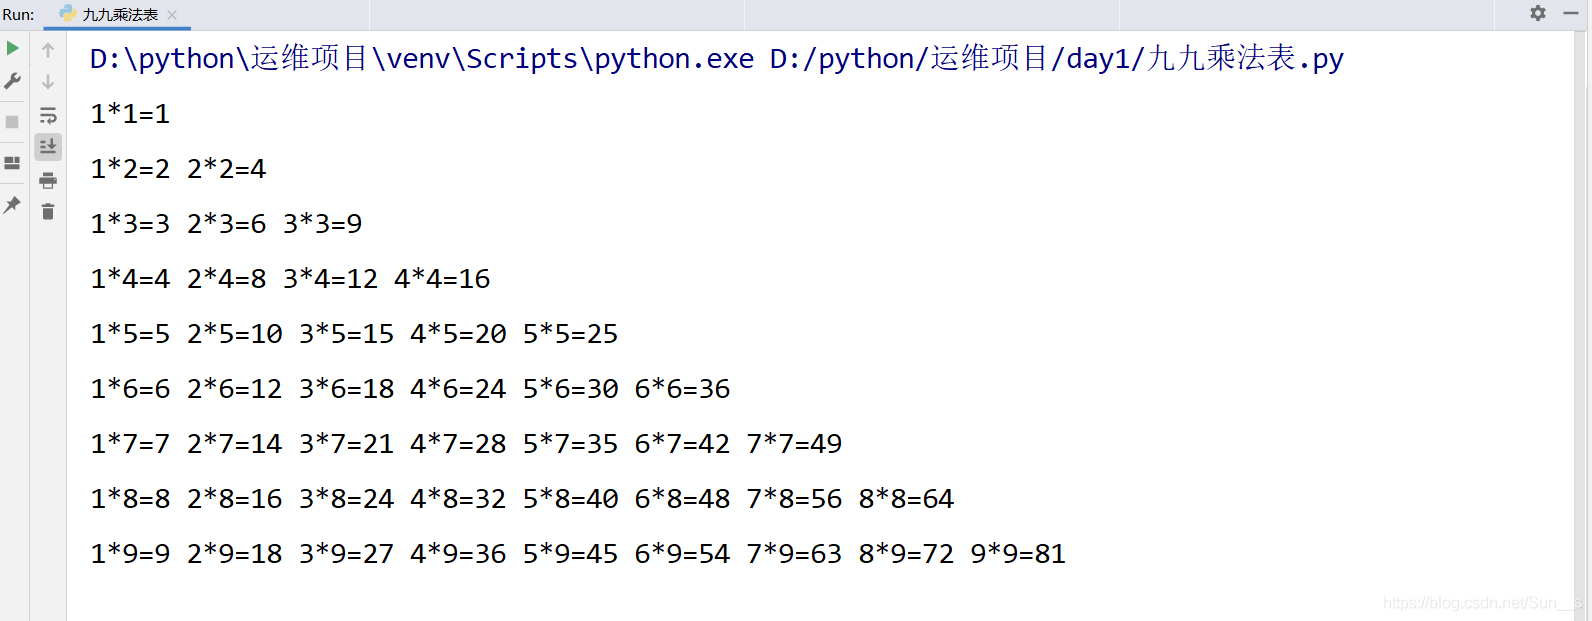 Run: 九九乘法表
D:\python\运维项目\venv\Scripts\python.exe D:/python/运维项目/day1/九九乘法表.py
1*1=1
1*2=2 2*2=4
1*3=3 2*3=6 3*3=9
1*4=4 2*4=8 3*4=12 4*4=16
1*5=5 2*5=10 3*5=15 4*5=20 5*5=25
1*6=6 2*6=12 3*6=18 4*6=24 5*6=30 6*6=36
1*7=7 2*7=14 3*7=21 4*7=28 5*7=35 6*7=42 7*7=49
1*8=8 2*8=16 3*8=24 4*8=32 5*8=40 6*8=48 7*8=56 8*8=64
1*9=9 2*9=18 3*9=27 4*9=36 5*9=45 6*9=54 7*9=63 8*9=72 9*9=81
https://blog.csdn.net/Sun__s